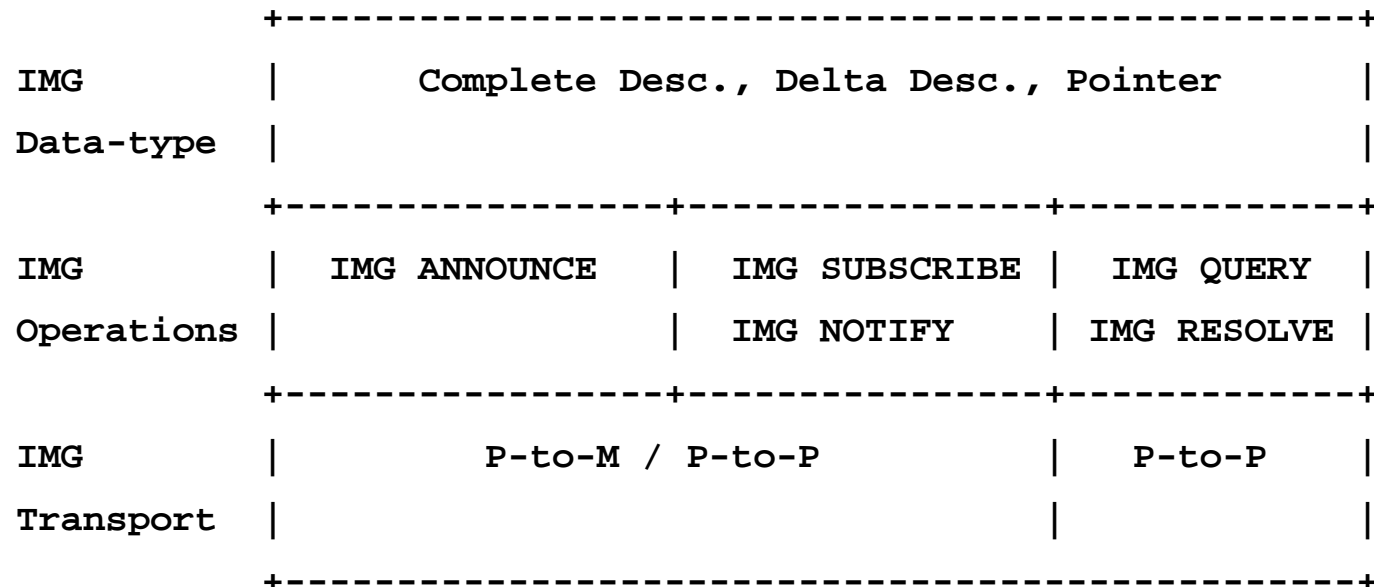 +-----------------------------------------------+
IMG | Complete Desc., Delta Desc., Pointer |
Data-type | |
+----------------+---------------+------------+
IMG | IMG ANNOUNCE | IMG SUBSCRIBE | IMG QUERY |
Operations | | IMG NOTIFY | IMG RESOLVE |
+----------------+---------------+------------+
IMG | P-to-M / P-to-P | P-to-P |
Transport | | |
+-----------------------------------------------+